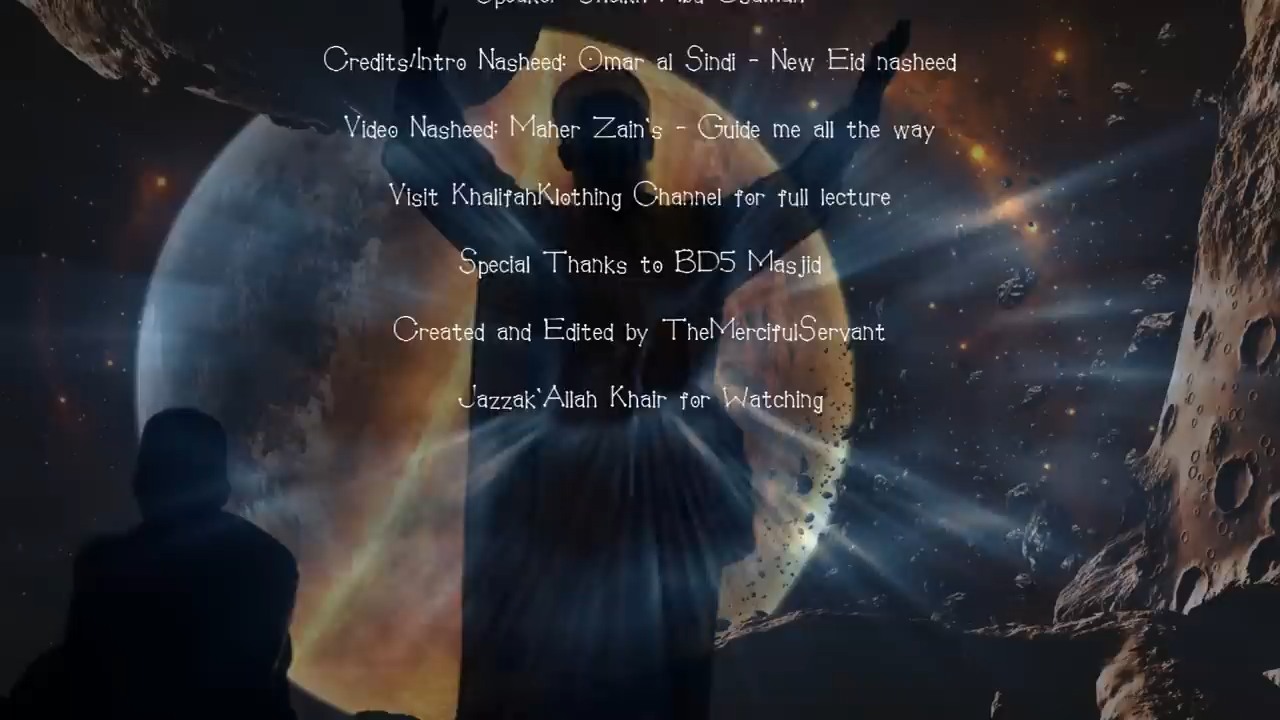 Credits/Intro Nasheed: Omar al Sindi - New Eid nasheed
Video Nasheed: Maher Zain's - Guide me all the way
Visit KhalifahKlothing Channel for full lecture
Special Thanks to BD5 Masjid
Created and Edited by TheMercifulServant
Jazzak'Allah Khair for Watching